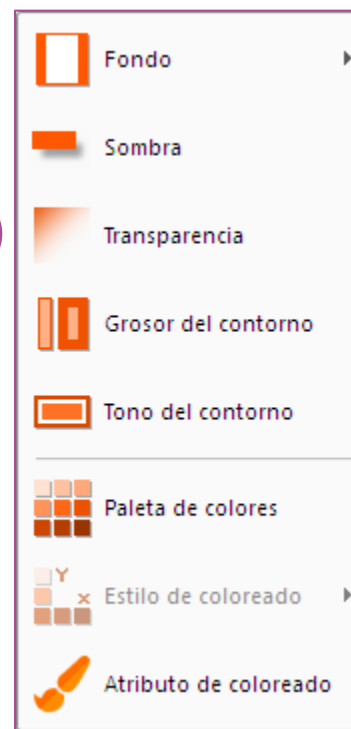 Fondo
Sombra
Transparencia
Grosor del contorno
Tono del contorno
Paleta de colores
Estilo de coloreado
Atributo de coloreado